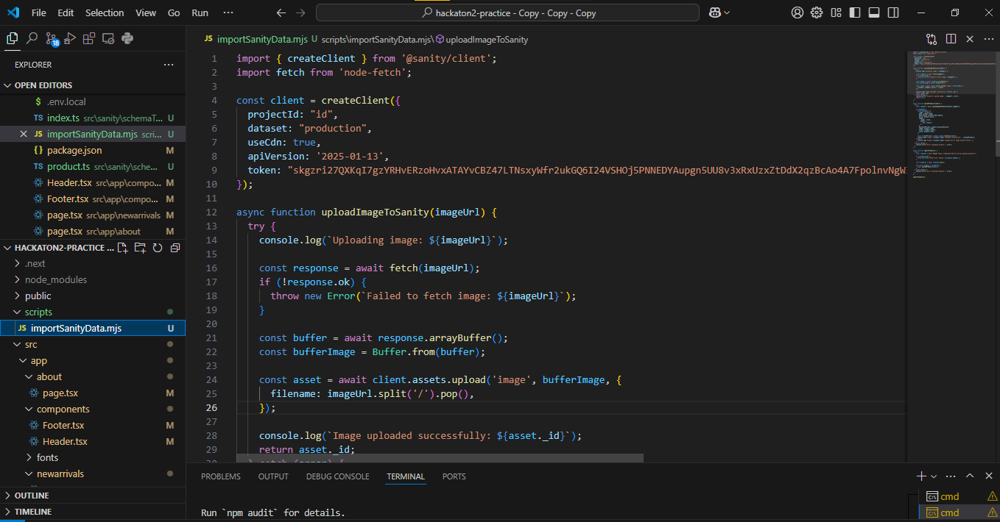 File Edit Selection View Go Run ···
hackaton2-practice - Copy - Copy - Copy
18
EXPLORER ···
OPEN EDITORS
$ .env.local
TS index.ts src\sanity\schemaT... U
JS importSanityData.mjs scri... U
{} package.json M
TS product.ts src\sanity\sche... U
Header.tsx src\app\compo... M
Footer.tsx src\app\compo... M
page.tsx src\app\newarrivals M
page.tsx src\app\about M
HACKATON2-PRACTICE ...
.next
node_modules
public
scripts
JS importSanityData.mjs U
src
app
about
page.tsx M
components
Footer.tsx M
Header.tsx M
fonts
newarrivals
OUTLINE
TIMELINE
JS importSanityData.mjs U scripts\importSanityData.mjs\uploadImageToSanity
1 import { createClient } from '@sanity/client';
2 import fetch from 'node-fetch';
3
4 const client = createClient({
5 projectId: "id",
6 dataset: "production",
7 useCdn: true,
8 apiVersion: '2025-01-13',
9 token:
10 });
11
12 async function uploadImageToSanity(imageUrl) {
13 try {
14 console.log(`Uploading image: ${imageUrl}`);
15
16 const response = await fetch(imageUrl);
17 if (!response.ok) {
18 throw new Error(`Failed to fetch image: ${imageUrl}`);
19 }
20
21 const buffer = await response.arrayBuffer();
22 const bufferImage = Buffer.from(buffer);
23
24 const asset = await client.assets.upload('image', bufferImage, {
25 filename: imageUrl.split('/').pop(),
26 });
27
28 console.log(`Image uploaded successfully: ${asset._id}`);
29 return asset._id;
PROBLEMS OUTPUT DEBUG CONSOLE TERMINAL PORTS
Run `npm audit` for details.
cmd
cmd